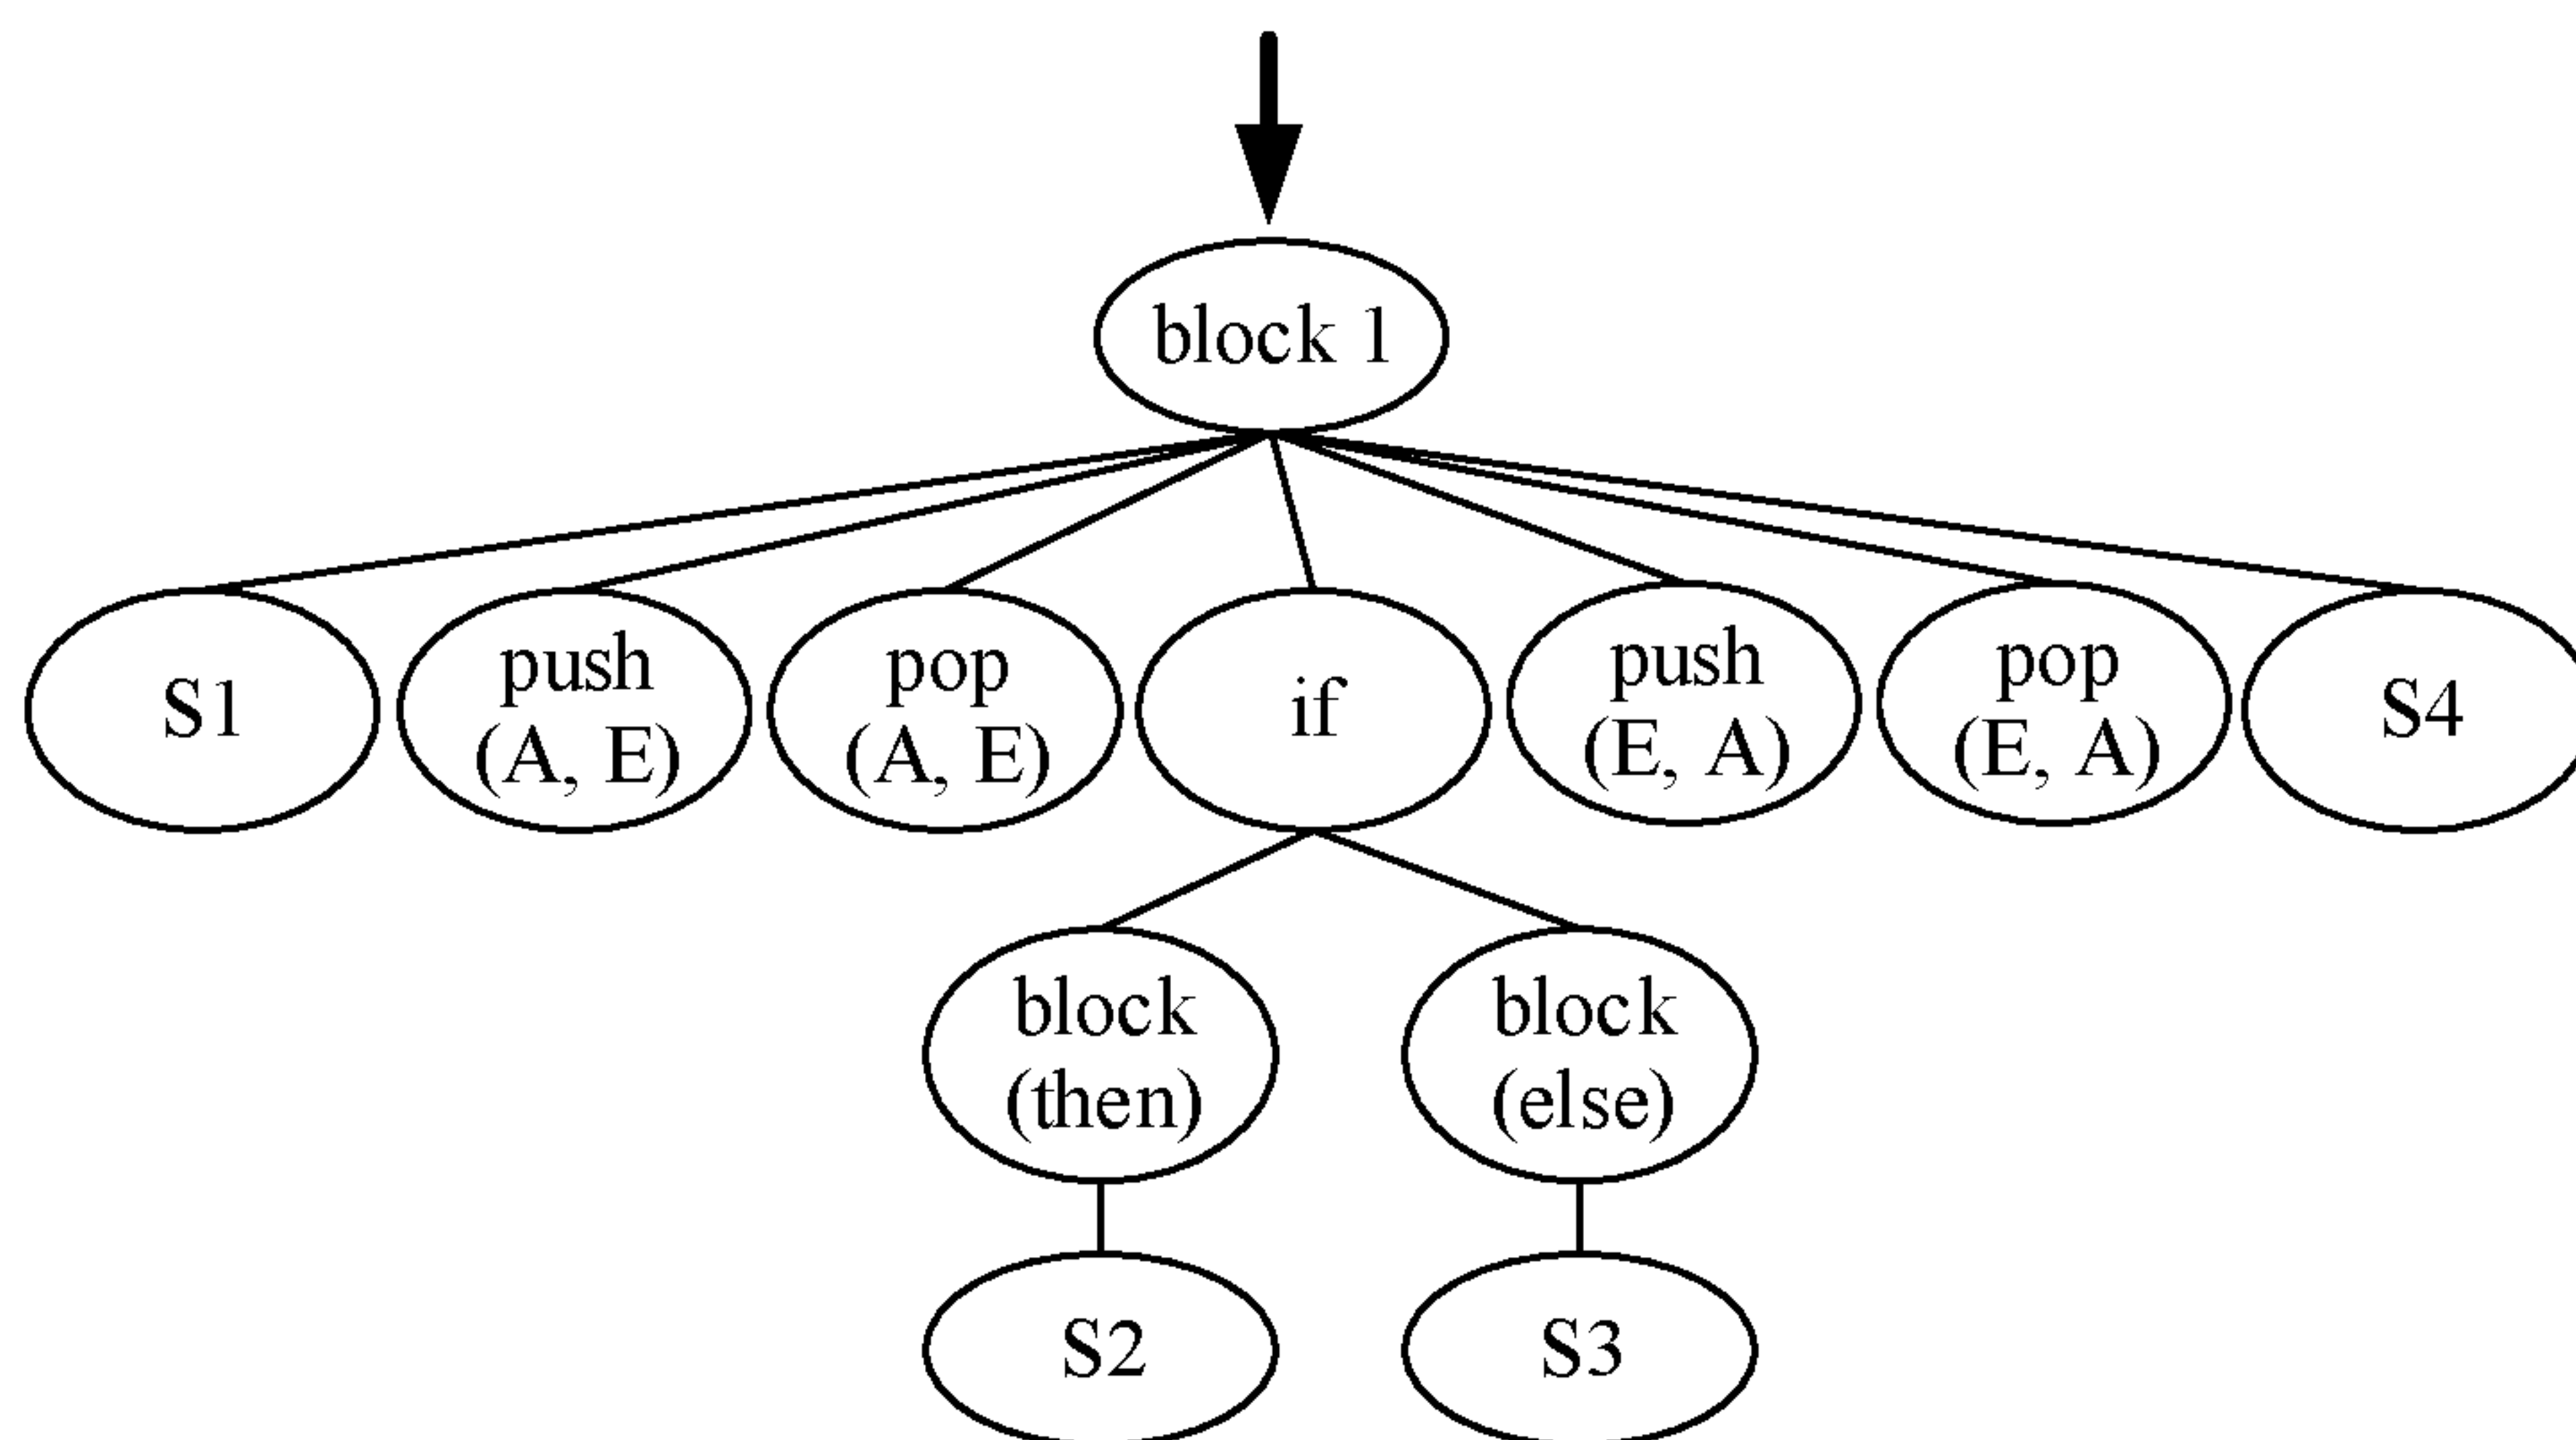 block 1
S1
push
(A, E)
pop
(A, E)
if
push
(E, A)
pop
(E, A)
S4
block
(then)
block
(else)
S2
S3